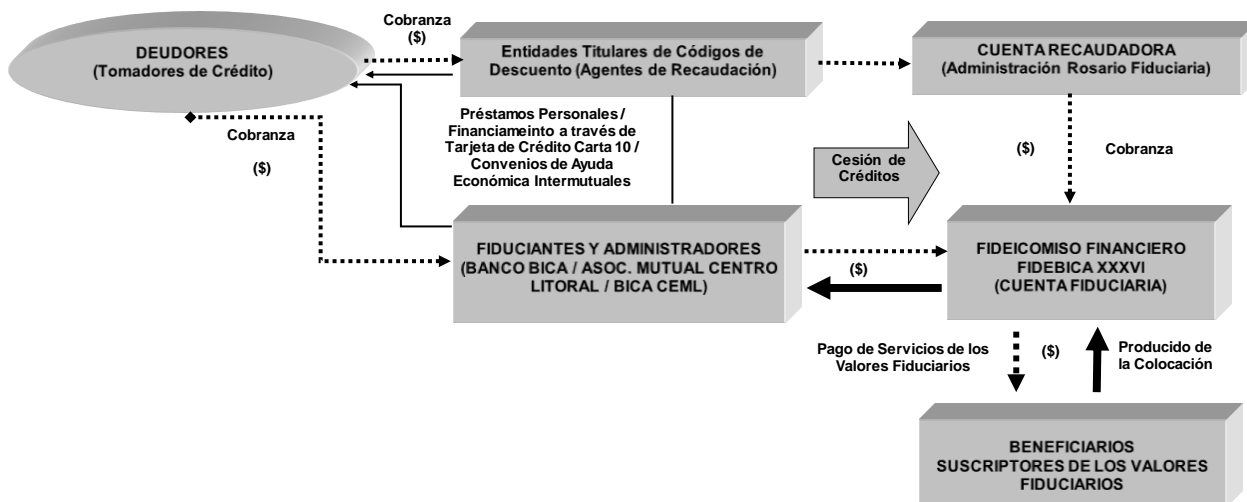 DEUDORES
(Tomadores de Crédito)
Cobranza
($)
Entidades Titulares de Códigos de
Descuento (Agentes de Recaudación)
CUENTA RECAUDADORA
(Administración Rosario Fiduciaria)
Cobranza
($)
Préstamos Personales /
Financiameinto a través de
Tarjeta de Crédito Carta 10 /
Convenios de Ayuda
Económica Intermutuales
Cesión de
Créditos
($)
Cobranza
FIDUCIANTES Y ADMINISTRADORES
(BANCO BICA / ASOC. MUTUAL CENTRO
LITORAL / BICA CEML)
($)
FIDEICOMISO FINANCIERO
FIDEBICA XXXVI
(CUENTA FIDUCIARIA)
Pago de Servicios de los
Valores Fiduciarios
($)
Producido de
la Colocación
BENEFICIARIOS
SUSCRIPTORES DE LOS VALORES
FIDUCIARIOS